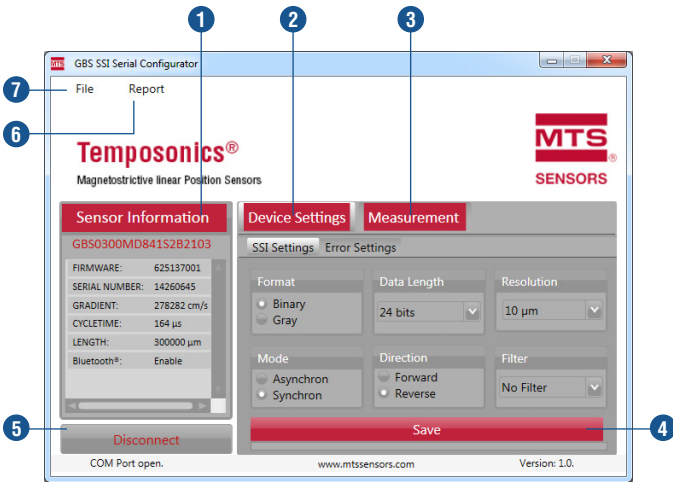 1
2
3
MTS GBS SSI Serial Configurator
7
File Report
6
Temposonics®
Magnetostrictive linear Position Sensors
MTS®
SENSORS
Sensor Information
GBS0300MD841S2B2103
FIRMWARE: 625137001
SERIAL NUMBER: 14260645
GRADIENT: 278282 cm/s
CYCLETIME: 164 µs
LENGTH: 300000 µm
Bluetooth®: Enable
Device Settings Measurement
SSI Settings Error Settings
Format Data Length Resolution
Binary
Gray
24 bits
10 µm
Mode Direction Filter
Asynchron
Synchron
Forward
Reverse
No Filter
5
Disconnect
Save
4
COM Port open. www.mtssensors.com Version: 1.0.